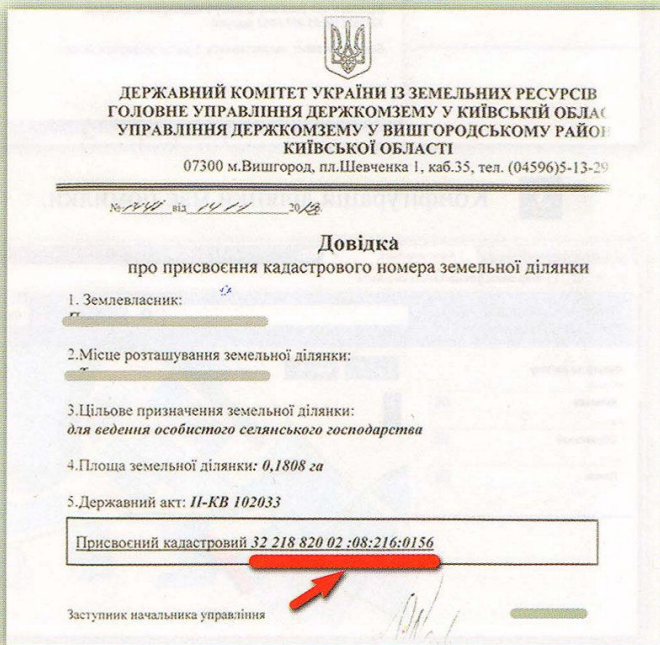 ДЕРЖАВНИЙ КОМІТЕТ УКРАЇНИ ІЗ ЗЕМЕЛЬНИХ РЕСУРСІВ
ГОЛОВНЕ УПРАВЛІННЯ ДЕРЖКОМЗЕМУ У КИЇВСЬКІЙ ОБЛАС
УПРАВЛІННЯ ДЕРЖКОМЗЕМУ У ВИШГОРОДСЬКОМУ РАЙОН
КИЇВСЬКОЇ ОБЛАСТІ
07300 м.Вишгород, пл.Шевченка 1, каб.35, тел. (04596)5-13-29
№ від 20
Довідка
про присвоєння кадастрового номера земельної ділянки
1. Землевласник:
2.Місце розташування земельної ділянки:
3.Цільове призначення земельної ділянки:
для ведення особистого селянського господарства
4.Площа земельної ділянки: 0,1808 га
5.Державний акт: ІІ-КВ 102033
Присвоєний кадастровий 32 218 820 02 :08:216:0156
Заступник начальника управління